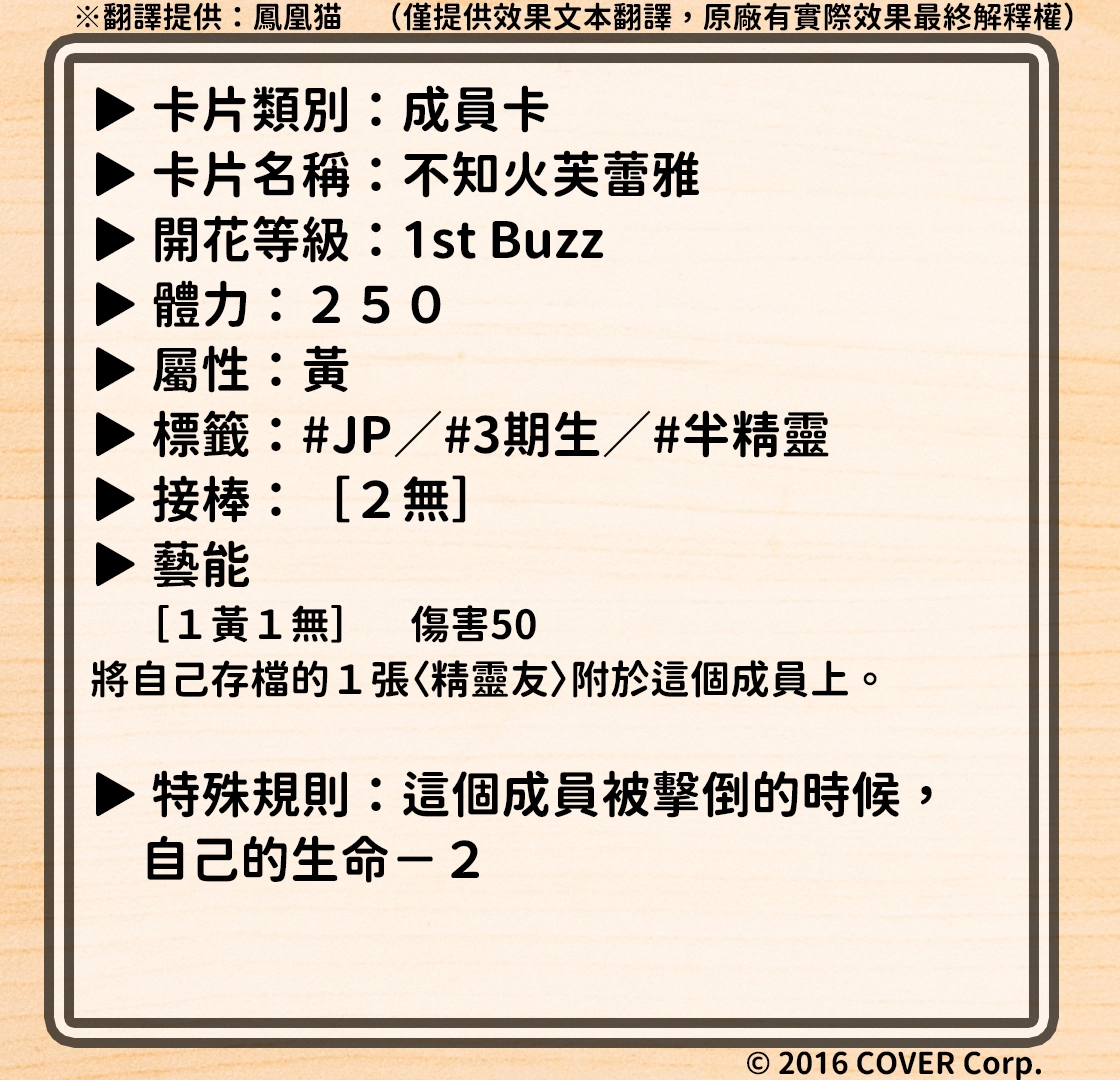 ※翻譯提供：鳳凰猫　（僅提供效果文本翻譯，原廠有實際效果最終解釋權）
▶ 卡片類別：成員卡
▶ 卡片名稱：不知火芙蕾雅
▶ 開花等級：1st Buzz
▶ 體力：２５０
▶ 屬性：黃
▶ 標籤：#JP／#3期生／#半精靈
▶ 接棒：［２無］
▶ 藝能
［１黃１無］　傷害50
將自己存檔的１張〈精靈友〉附於這個成員上。
▶ 特殊規則：這個成員被擊倒的時候，
自己的生命－２
© 2016 COVER Corp.